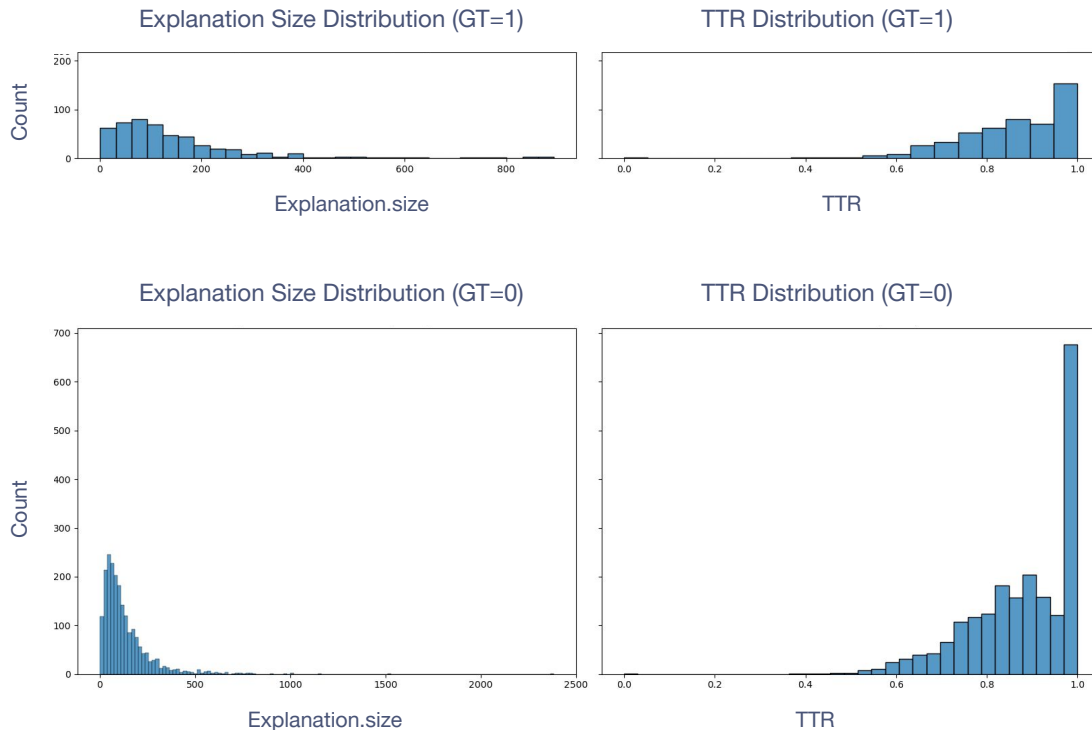 Explanation Size Distribution (GT=1)
TTR Distribution (GT=1)
200
100
0
Count
0 200 400 600 800
0.0 0.2 0.4 0.6 0.8 1.0
Explanation.size
TTR
Explanation Size Distribution (GT=0)
TTR Distribution (GT=0)
700
600
500
400
300
200
100
0
Count
0 500 1000 1500 2000 2500
0.0 0.2 0.4 0.6 0.8 1.0
Explanation.size
TTR